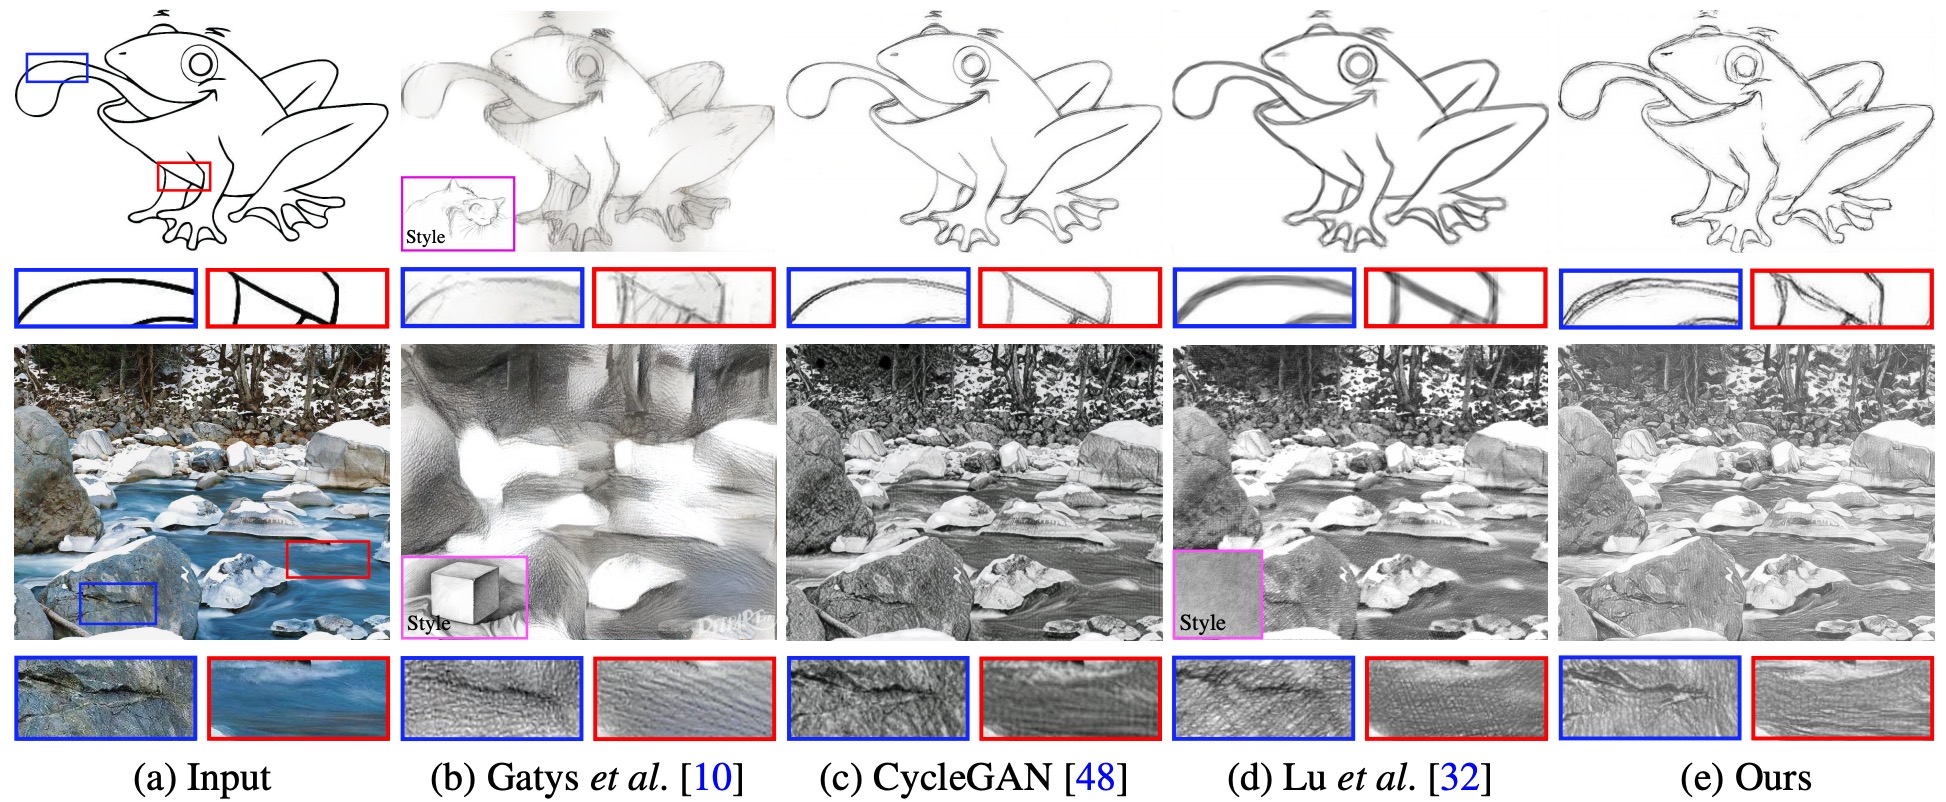 Style
Style
Style
(a) Input
(b) Gatys et al. [10]
(c) CycleGAN [48]
(d) Lu et al. [32]
(e) Ours